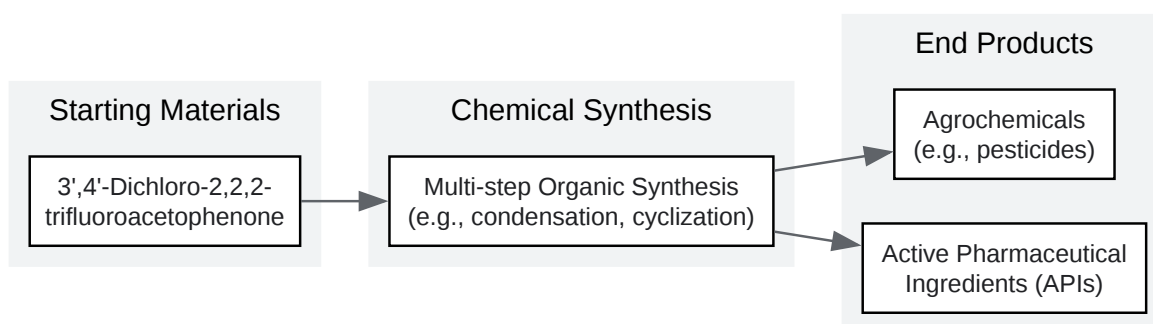 Starting Materials
3',4'-Dichloro-2,2,2-
trifluoroacetophenone
Chemical Synthesis
Multi-step Organic Synthesis
(e.g., condensation, cyclization)
End Products
Agrochemicals
(e.g., pesticides)
Active Pharmaceutical
Ingredients (APIs)